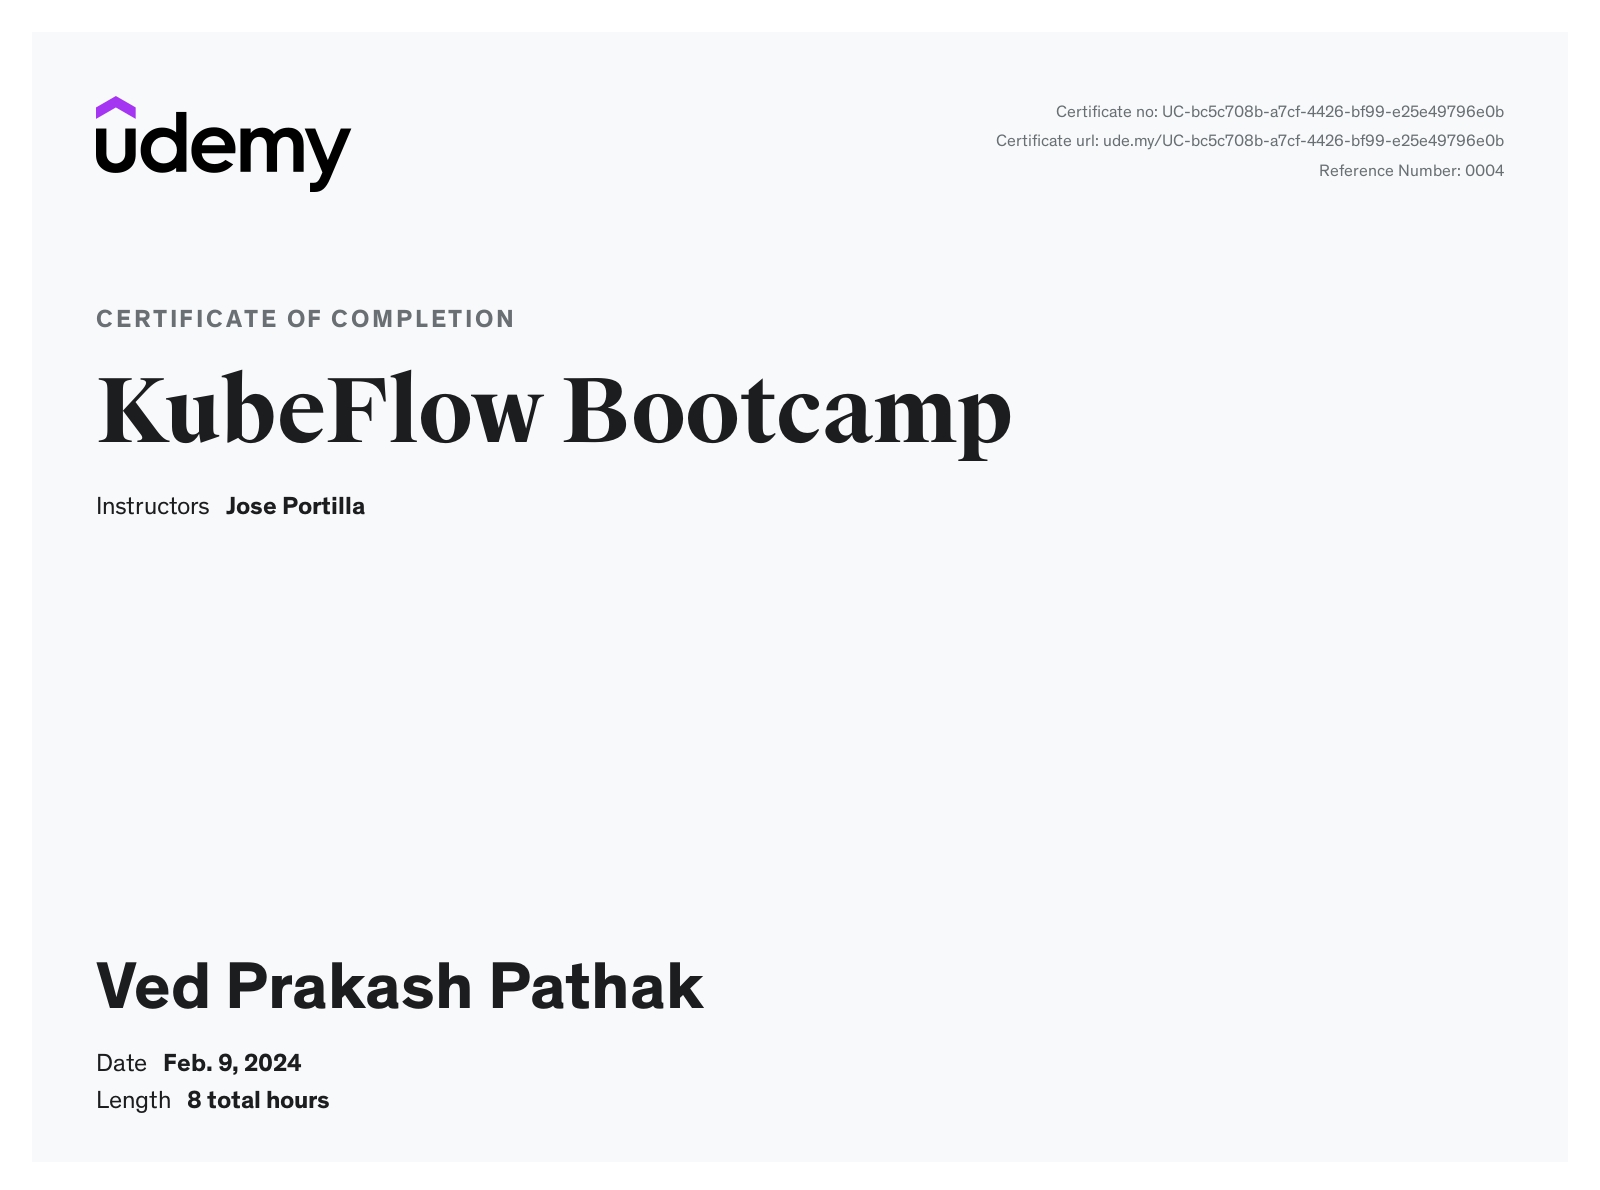 udemy
Certificate no: UC-bc5c708b-a7cf-4426-bf99-e25e49796e0b
Certificate url: ude.my/UC-bc5c708b-a7cf-4426-bf99-e25e49796e0b
Reference Number: 0004
CERTIFICATE OF COMPLETION
KubeFlow Bootcamp
Instructors Jose Portilla
Ved Prakash Pathak
Date Feb. 9, 2024
Length 8 total hours